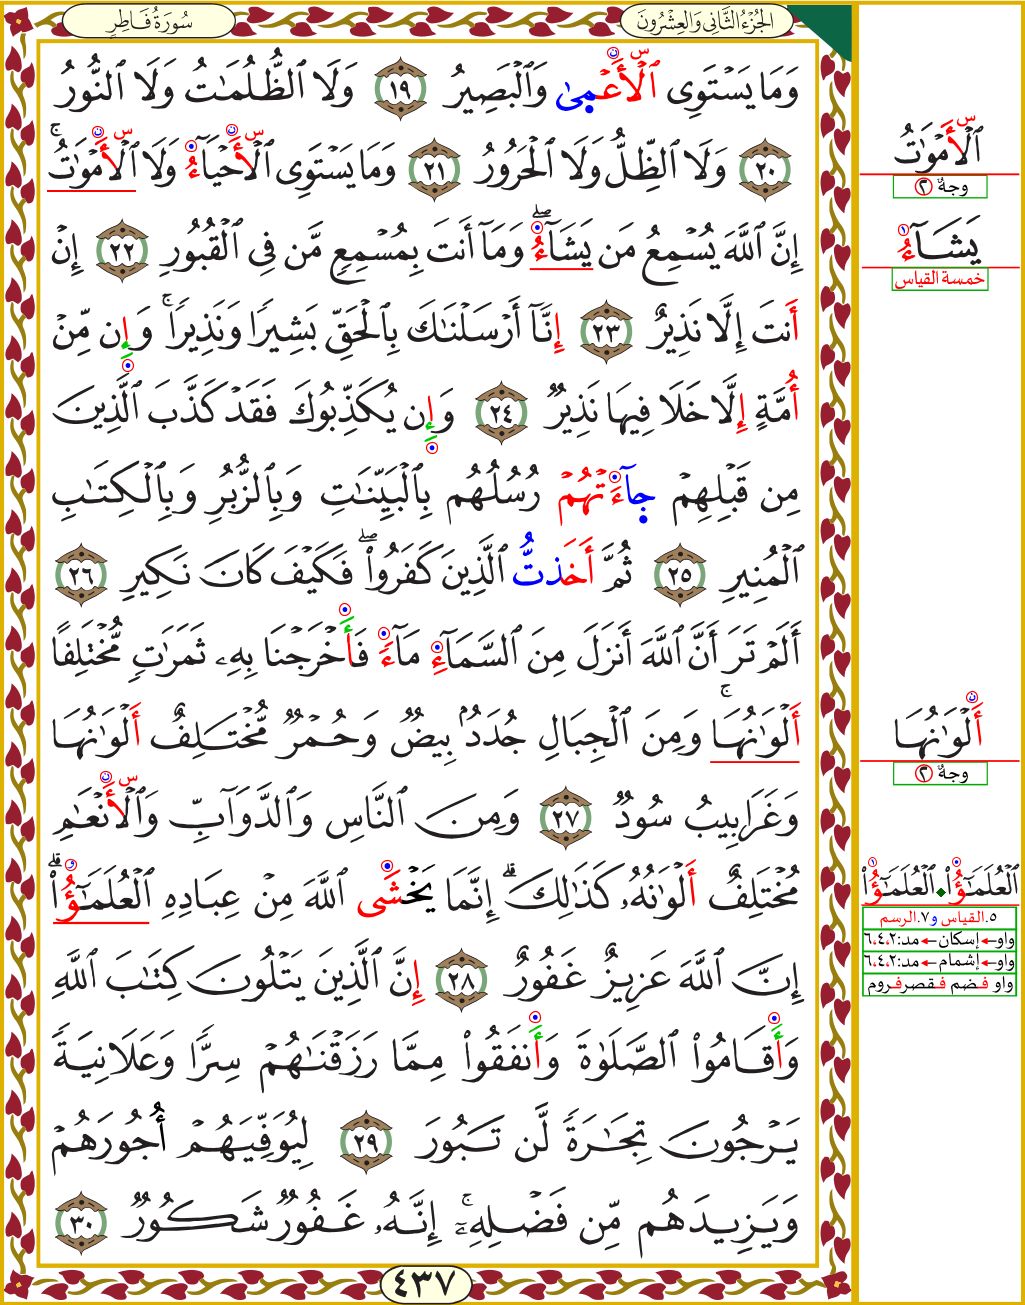 سُورَةُ فَاطِرٍ
الجُزْءُ الثَّانِي وَالعِشْرُونَ
وَمَا يَسْتَوِى ٱلْأَعْمَىٰ وَٱلْبَصِيرُ ١٩ وَلَا ٱلظُّلُمَٰتُ وَلَا ٱلنُّورُ
٢٠ وَلَا ٱلظِّلُّ وَلَا ٱلْحَرُورُ ٢١ وَمَا يَسْتَوِى ٱلْأَحْيَآءُ وَلَا ٱلْأَمْوَٰتُ ۚ
إِنَّ ٱللَّهَ يُسْمِعُ مَن يَشَآءُ ۖ وَمَآ أَنتَ بِمُسْمِعٍ مَّن فِى ٱلْقُبُورِ ٢٢ إِنْ
أَنتَ إِلَّا نَذِيرٌ ٢٣ إِنَّآ أَرْسَلْنَٰكَ بِٱلْحَقِّ بَشِيرًا وَنَذِيرًا ۚ وَإِن مِّنْ
أُمَّةٍ إِلَّا خَلَا فِيهَا نَذِيرٌ ٢٤ وَإِن يُكَذِّبُوكَ فَقَدْ كَذَّبَ ٱلَّذِينَ
مِن قَبْلِهِمْ جَآءَتْهُمْ رُسُلُهُم بِٱلْبَيِّنَٰتِ وَبِٱلزُّبُرِ وَبِٱلْكِتَٰبِ
ٱلْمُنِيرِ ٢٥ ثُمَّ أَخَذتُّ ٱلَّذِينَ كَفَرُوا۟ ۖ فَكَيْفَ كَانَ نَكِيرِ ٢٦
أَلَمْ تَرَ أَنَّ ٱللَّهَ أَنزَلَ مِنَ ٱلسَّمَآءِ مَآءً فَأَخْرَجْنَا بِهِۦ ثَمَرَٰتٍ مُّخْتَلِفًا
أَلْوَٰنُهَا ۚ وَمِنَ ٱلْجِبَالِ جُدَدٌۢ بِيضٌ وَحُمْرٌ مُّخْتَلِفٌ أَلْوَٰنُهَا
وَغَرَابِيبُ سُودٌ ٢٧ وَمِنَ ٱلنَّاسِ وَٱلدَّوَآبِّ وَٱلْأَنْعَٰمِ
مُخْتَلِفٌ أَلْوَٰنُهُۥ كَذَٰلِكَ ۗ إِنَّمَا يَخْشَى ٱللَّهَ مِنْ عِبَادِهِ ٱلْعُلَمَٰٓؤُا۟ ۗ
إِنَّ ٱللَّهَ عَزِيزٌ غَفُورٌ ٢٨ إِنَّ ٱلَّذِينَ يَتْلُونَ كِتَٰبَ ٱللَّهِ
وَأَقَامُوا۟ ٱلصَّلَوٰةَ وَأَنفَقُوا۟ مِمَّا رَزَقْنَٰهُمْ سِرًّا وَعَلَانِيَةً
يَرْجُونَ تِجَٰرَةً لَّن تَبُورَ ٢٩ لِيُوَفِّيَهُمْ أُجُورَهُمْ
وَيَزِيدَهُم مِّن فَضْلِهِۦٓ ۚ إِنَّهُۥ غَفُورٌ شَكُورٌ ٣٠
٤٣٧
ٱلْأَمْوَٰتُ
وجهٌ ٢
يَشَآءُ
خمسة القياس
أَلْوَٰنُهَا
وجهٌ ٢
ٱلْعُلَمَٰٓؤُا۟ ٱلْعُلَمَٰٓؤُا۟
٥.القياس و٧.الرسم
واو←إسكان←مد:٦،٤،٢
واو←إشمام←مد:٦،٤،٢
واو فضم فقصرفروم